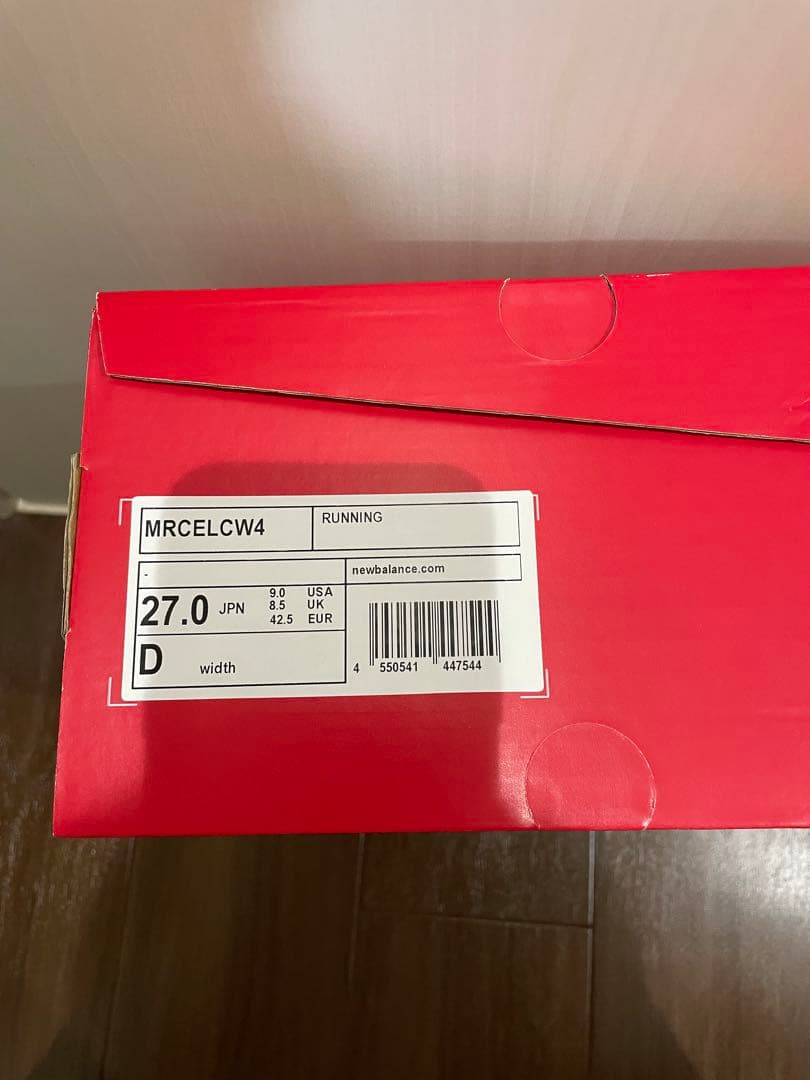 MRCELCW4
RUNNING
-
newbalance.com
27.0 JPN
9.0 USA
8.5 UK
42.5 EUR
D width
4 550541 447544